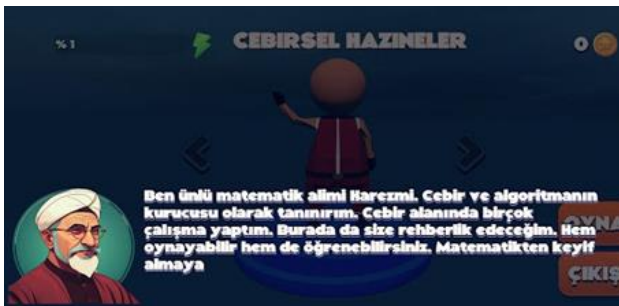 % 1
CEBİRSEL HAZİNELER
0
Ben ünlü matematik alimi Harezmi. Cebir ve algoritmanın
kurucusu olarak tanınırım. Cebir alanında birçok
çalışma yaptım. Burada da size rehberlik edeceğim. Hem
oynayabilir hem de öğrenebilirsiniz. Matematikten keyif
almaya
OYNA
ÇIKIŞ